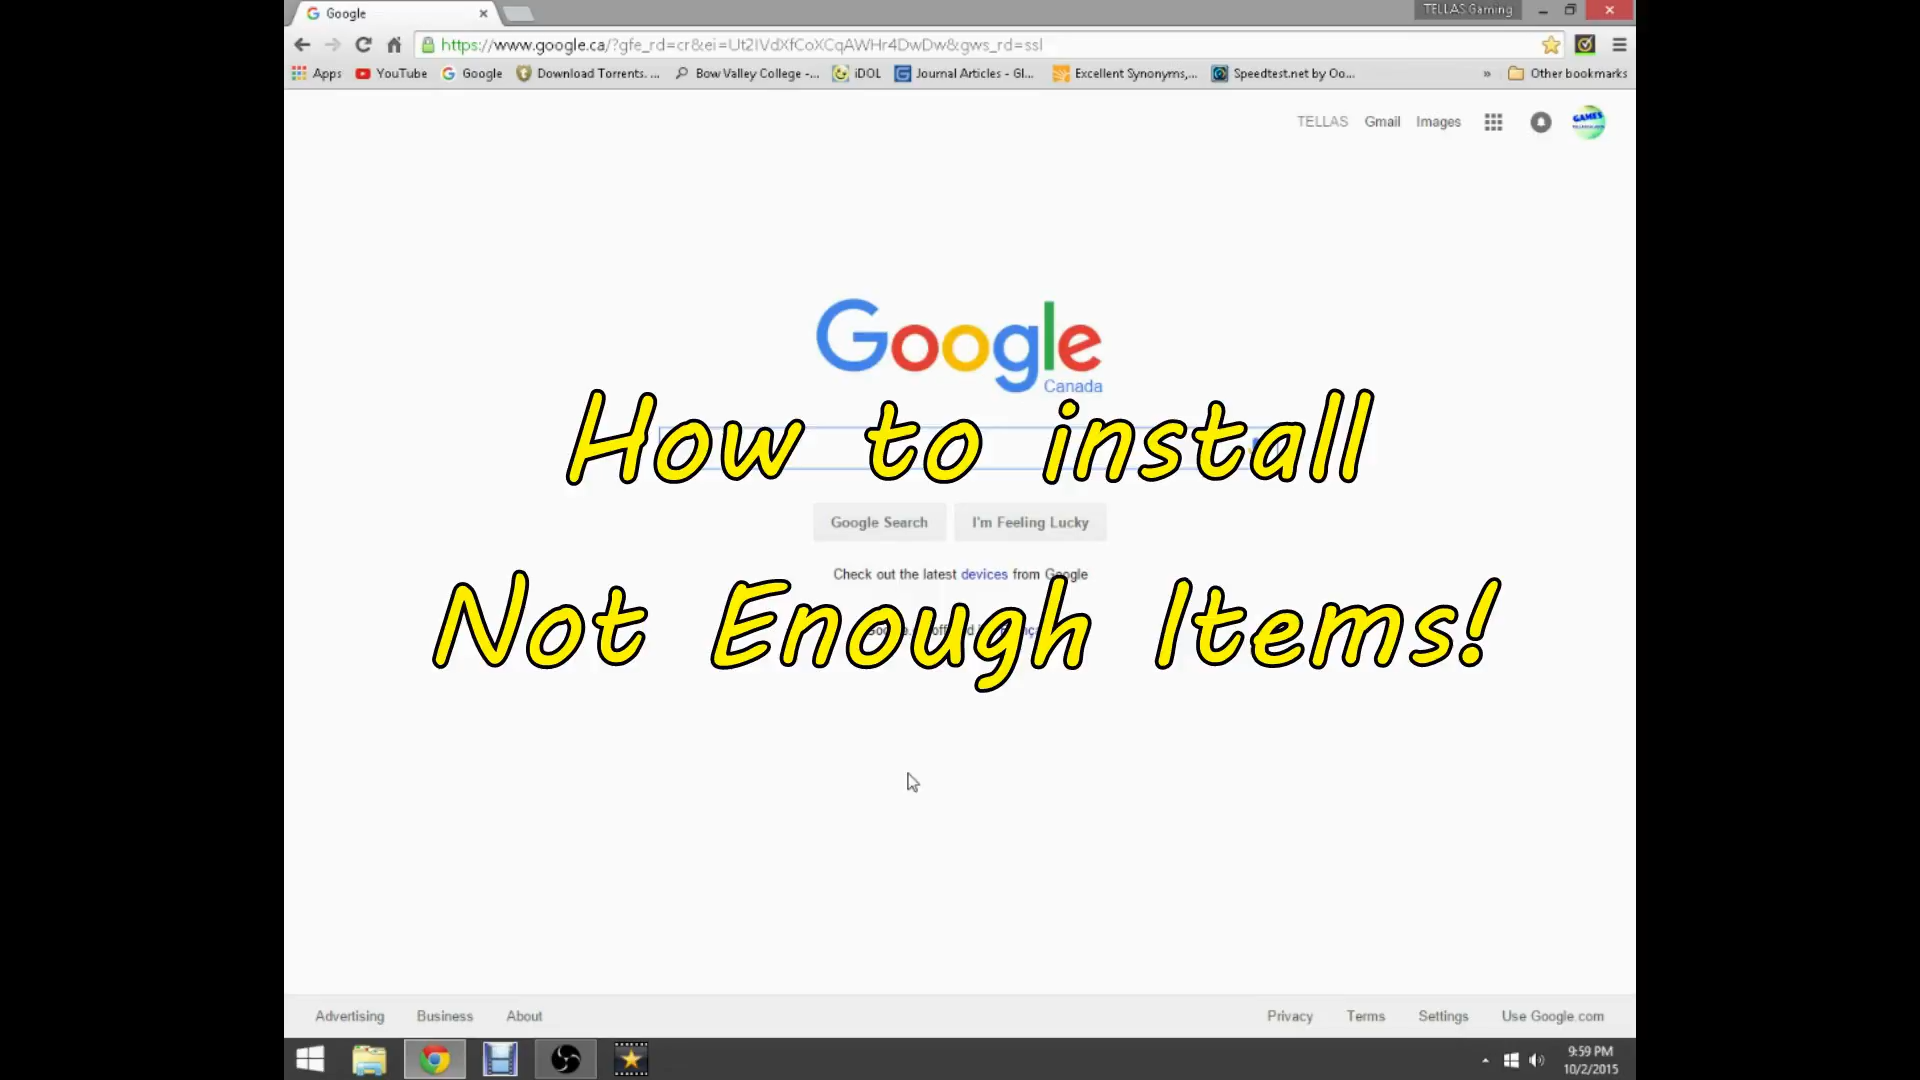 Google
TELLAS Gaming
https://www.google.ca/?gfe_rd=cr&ei=Ut2IVdXfCoXCqAWHr4DwDw&gws_rd=ssl
Apps YouTube Google Download Torrents. ... Bow Valley College -... iDOL Journal Articles - Gl... Excellent Synonyms,... Speedtest.net by Oo... » Other bookmarks
TELLAS Gmail Images
GAMES
Google
Canada
How to install
Google Search I'm Feeling Lucky
Check out the latest devices from Google
Not Enough Items!
Advertising Business About Privacy Terms Settings Use Google.com
9:59 PM
10/2/2015